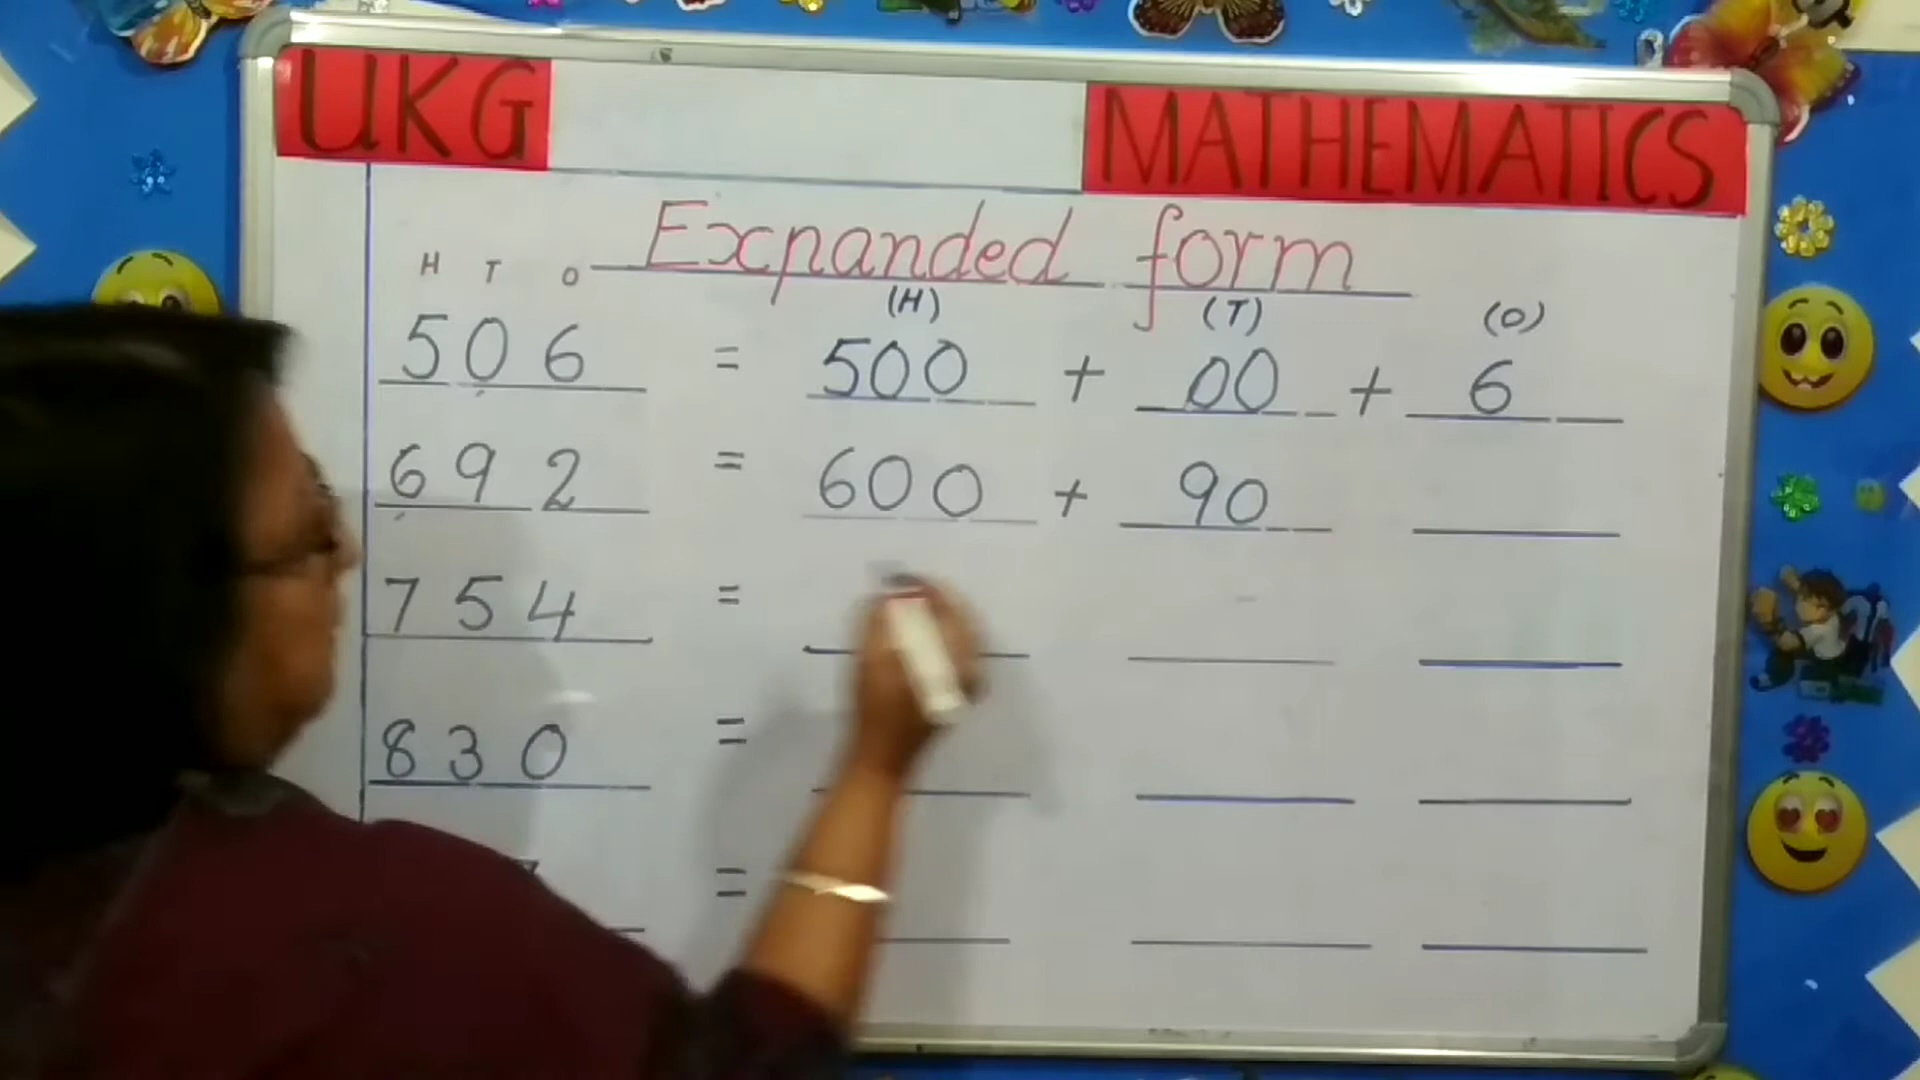 UKG MATHEMATICS
Expanded form
H T O (H) (T) (O)
506 = 500 + 00 + 6
692 = 600 + 90
754 =
830 =
=